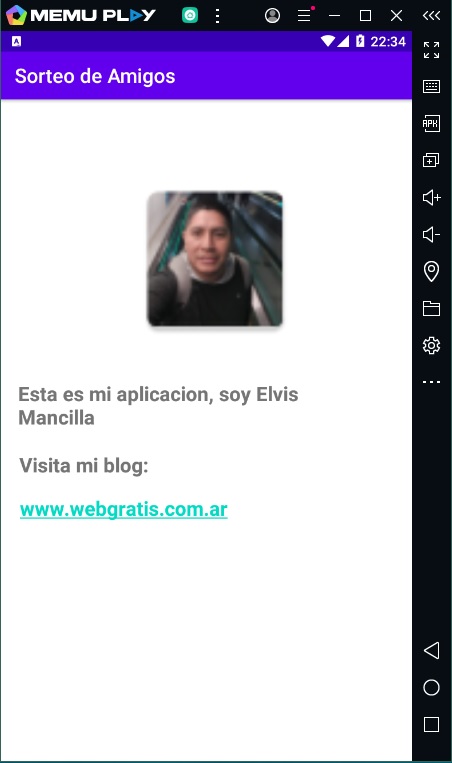 MEMU PLAY
22:34
Sorteo de Amigos
APK
Esta es mi aplicacion, soy Elvis
Mancilla
Visita mi blog:
www.webgratis.com.ar